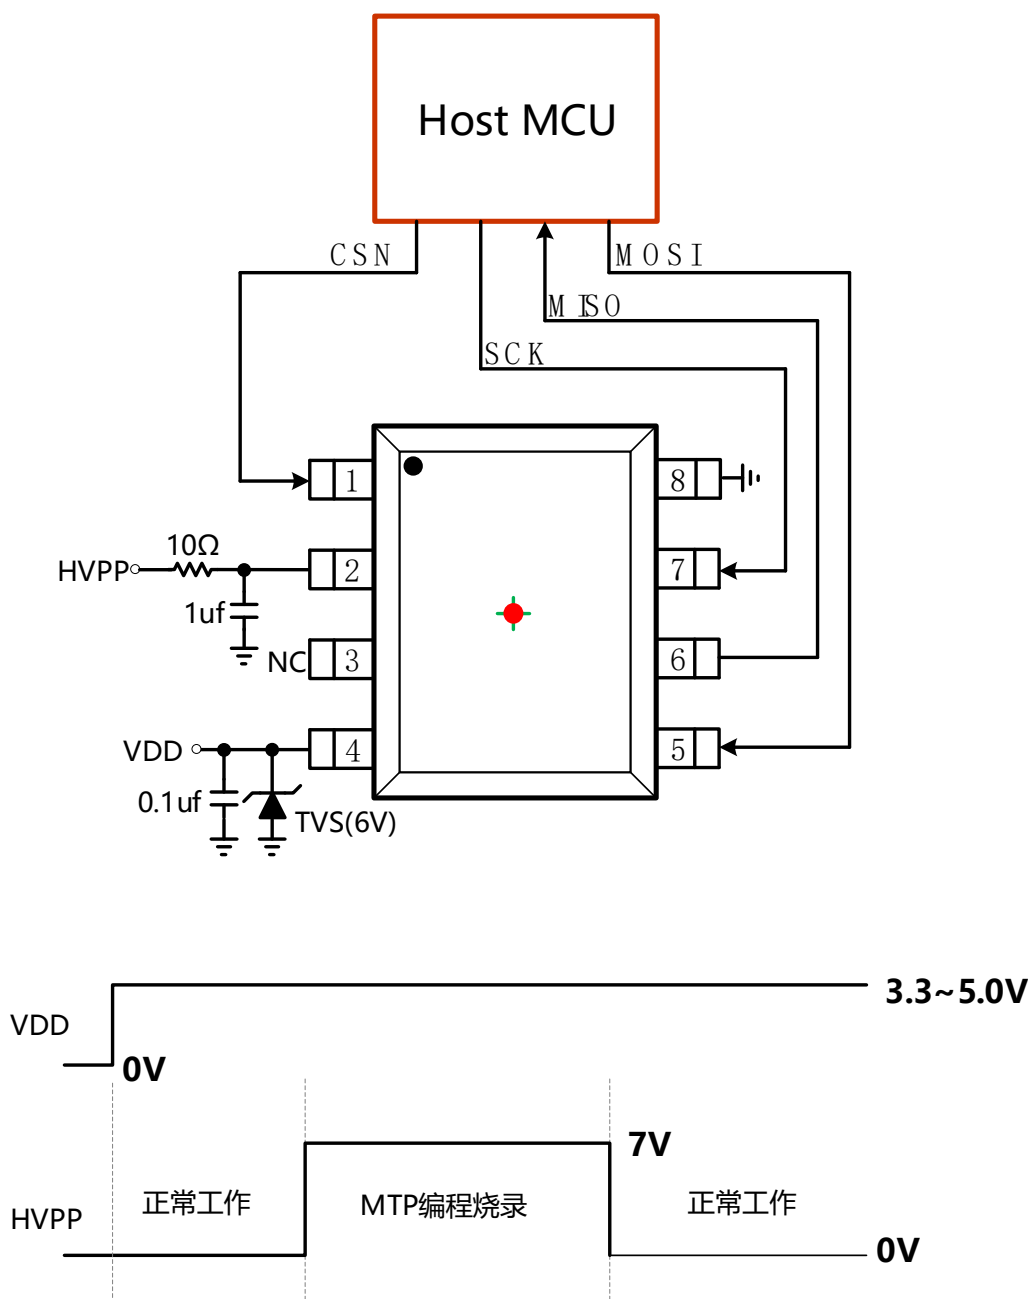 Host MCU
CSN
MOSI
MISO
SCK
1
8
10Ω
HVPP
2
7
1uf
NC
3
6
VDD
4
5
0.1uf
TVS(6V)
3.3~5.0V
VDD
0V
7V
正常工作
MTP编程烧录
正常工作
HVPP
0V